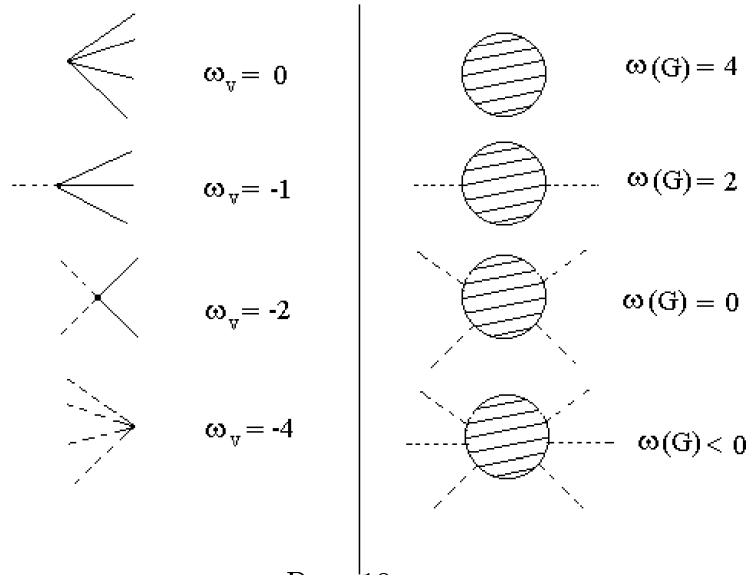 ω_v = 0
ω_v = -1
ω_v = -2
ω_v = -4
ω(G) = 4
ω(G) = 2
ω(G) = 0
ω(G) < 0